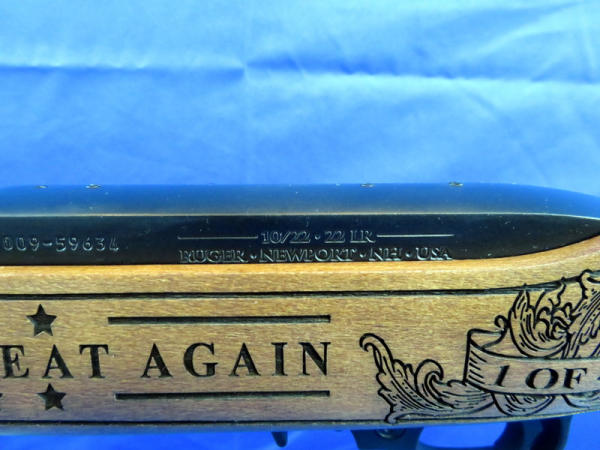 009-59634
10/22 · 22 LR
RUGER · NEWPORT · NH · USA
EAT AGAIN
1 OF